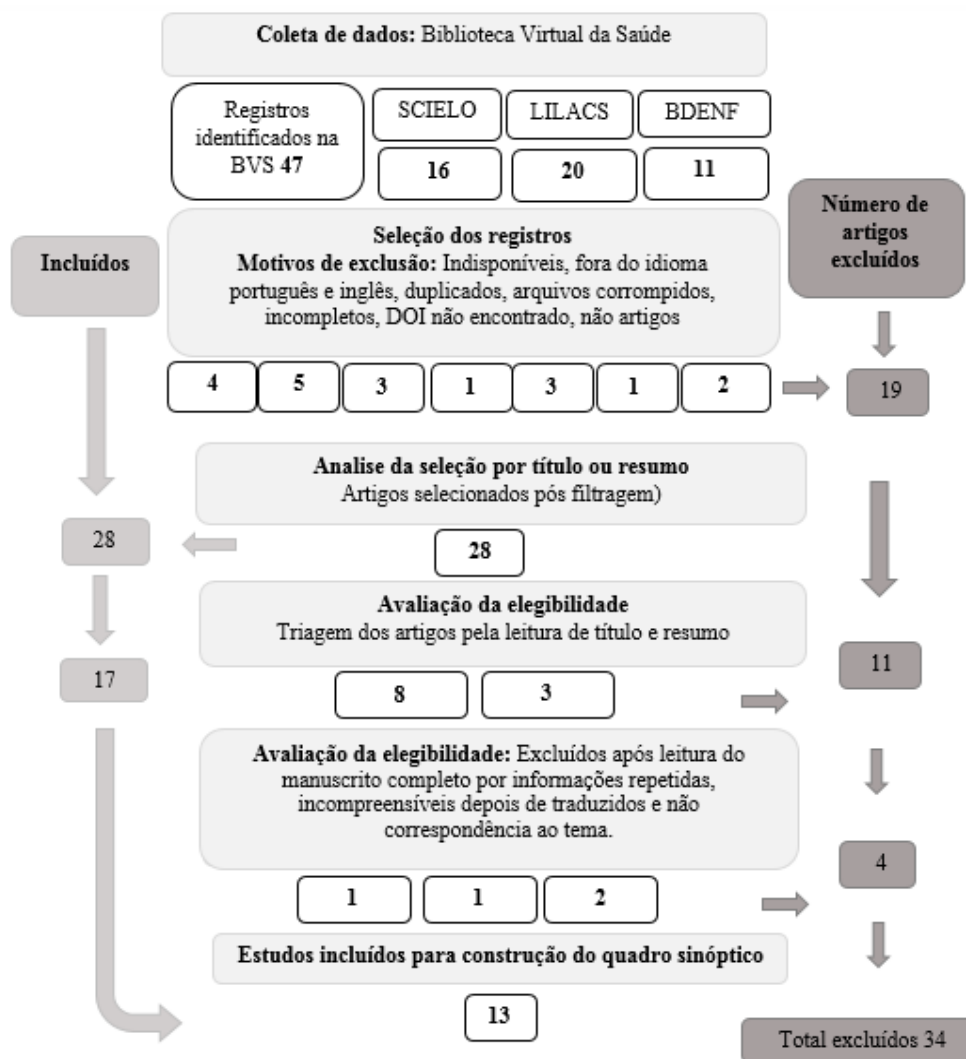 Coleta de dados: Biblioteca Virtual da Saúde
Registros
identificados na
BVS 47
SCIELO
LILACS
BDENF
16
20
11
Número de
artigos
excluídos
Incluídos
Seleção dos registros
Motivos de exclusão: Indisponíveis, fora do idioma
português e inglês, duplicados, arquivos corrompidos,
incompletos, DOI não encontrado, não artigos
4
5
3
1
3
1
2
19
Analise da seleção por título ou resumo
Artigos selecionados pós filtragem)
28
28
Avaliação da elegibilidade
Triagem dos artigos pela leitura de título e resumo
17
8
3
11
Avaliação da elegibilidade: Excluídos após leitura do
manuscrito completo por informações repetidas,
incompreensíveis depois de traduzidos e não
correspondência ao tema.
1
1
2
4
Estudos incluídos para construção do quadro sinóptico
13
Total excluídos 34